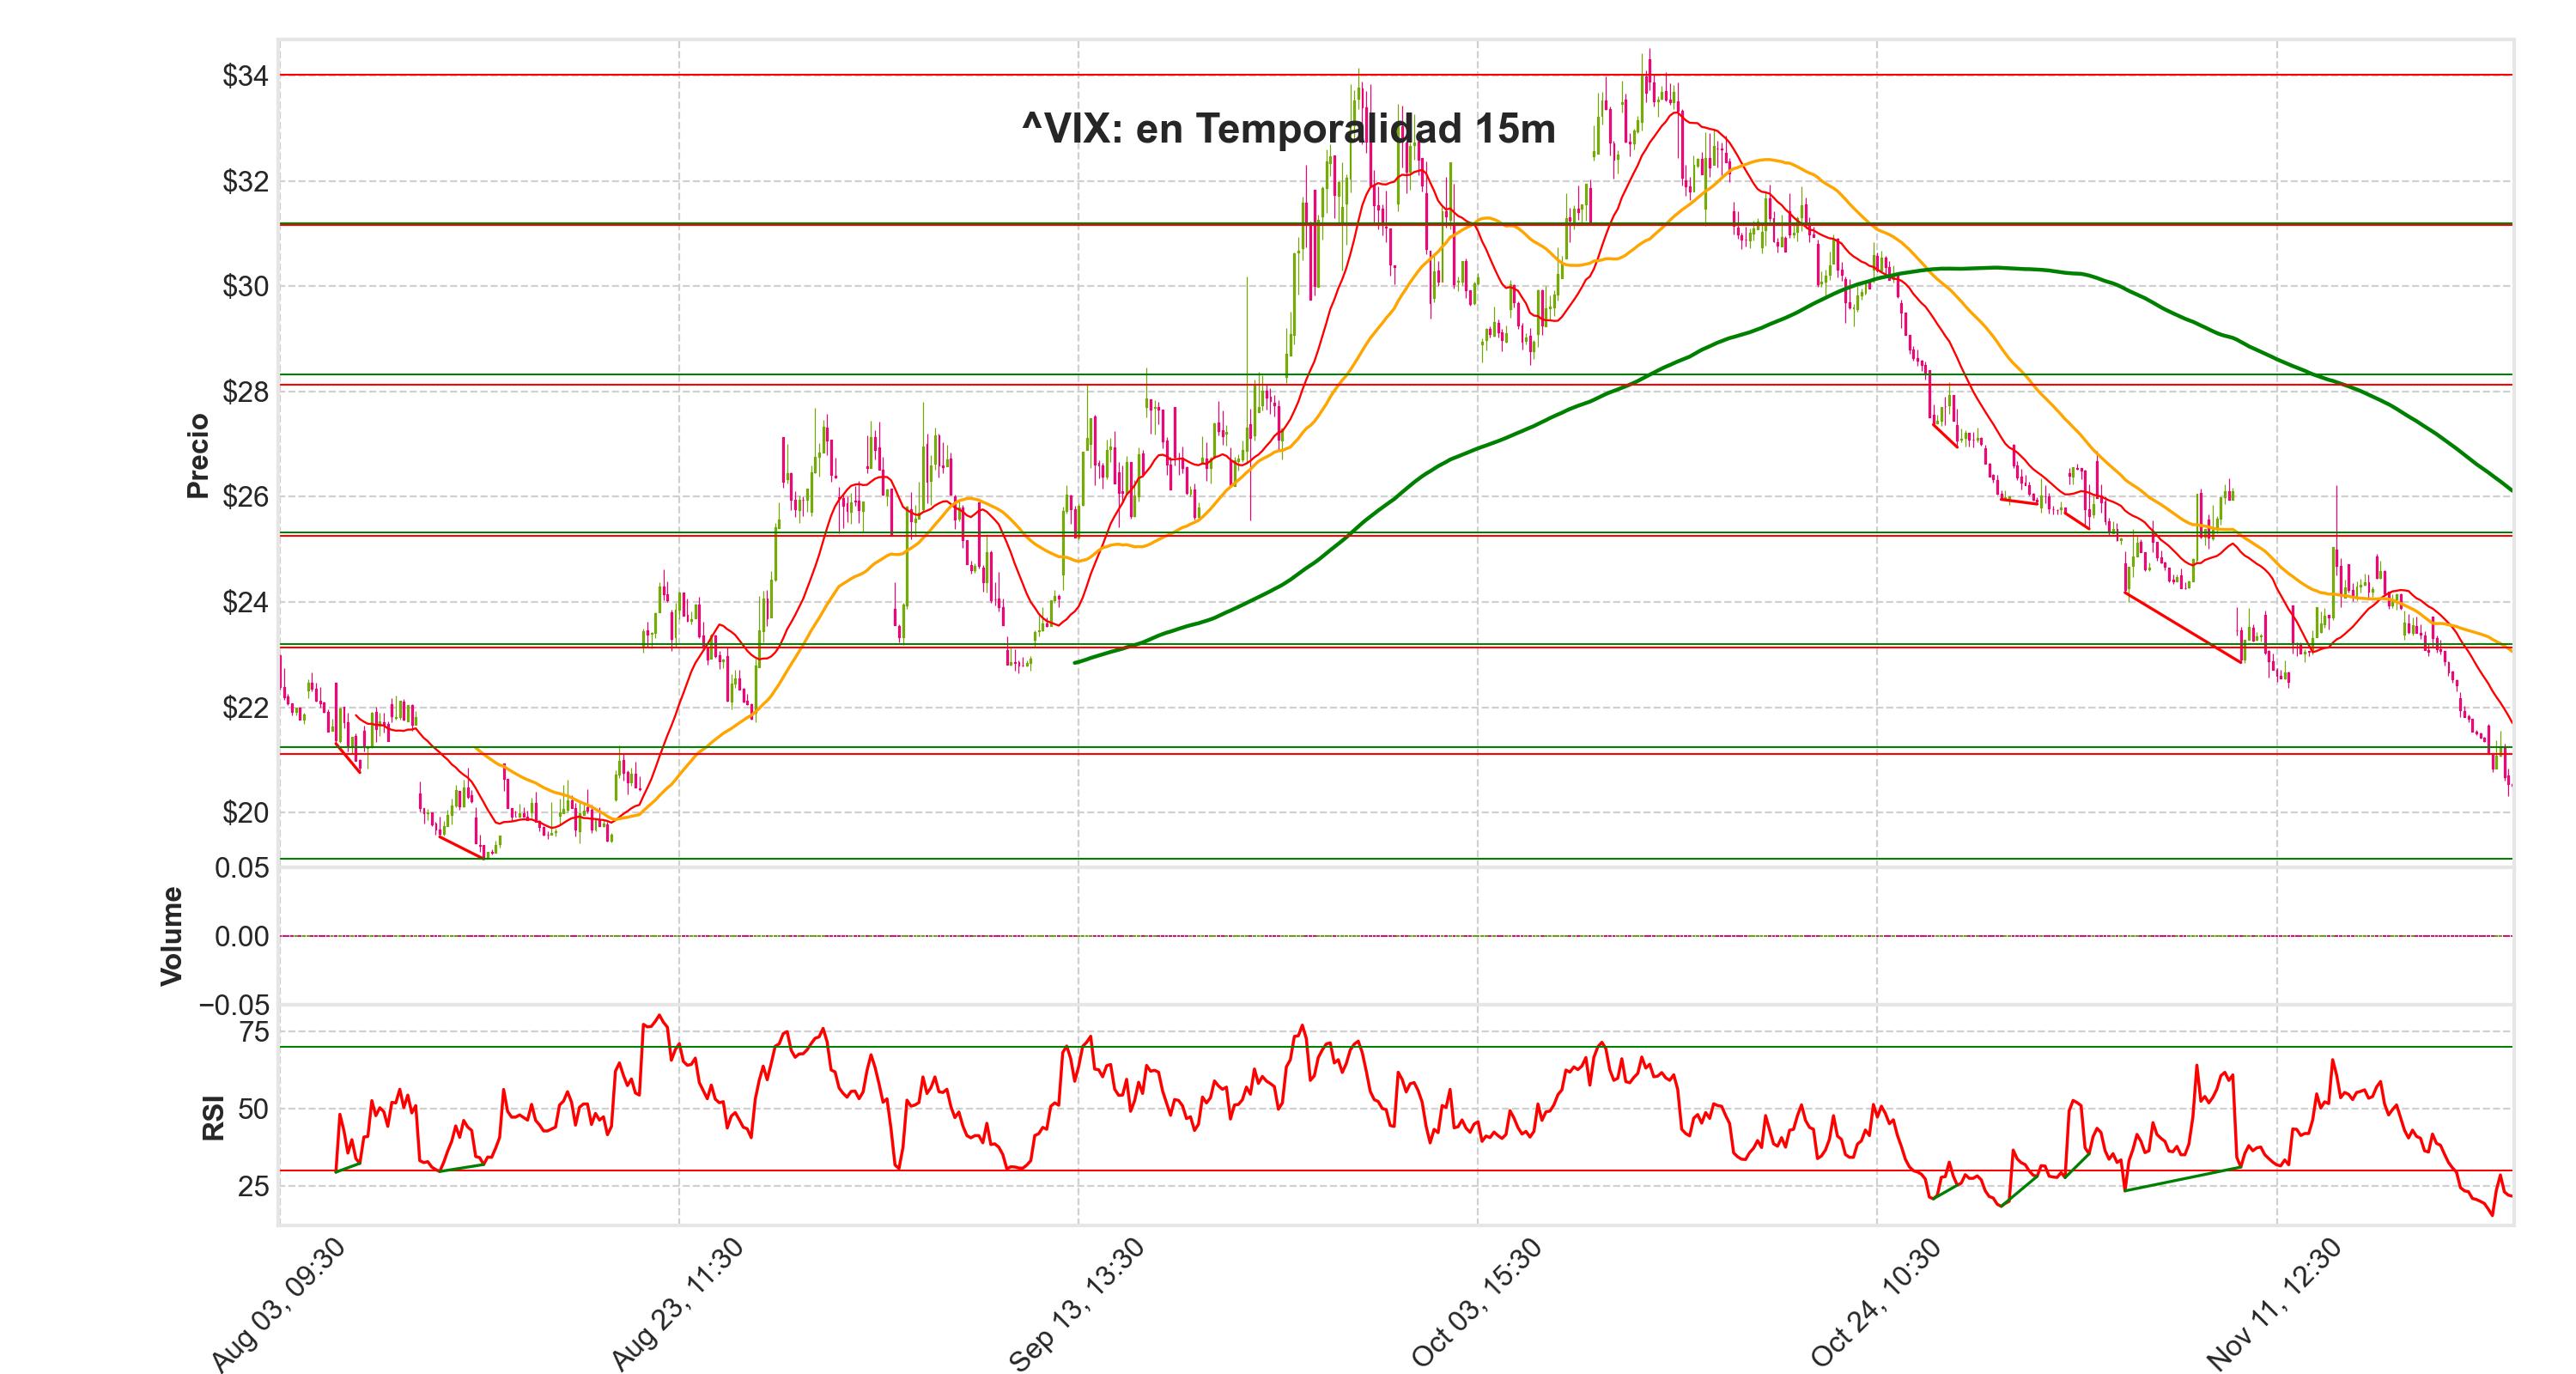 ^VIX: en Temporalidad 15m
Precio
$34
$32
$30
$28
$26
$24
$22
$20
Volume
0.05
0.00
−0.05
RSI
75
50
25
Aug 03, 09:30
Aug 23, 11:30
Sep 13, 13:30
Oct 03, 15:30
Oct 24, 10:30
Nov 11, 12:30